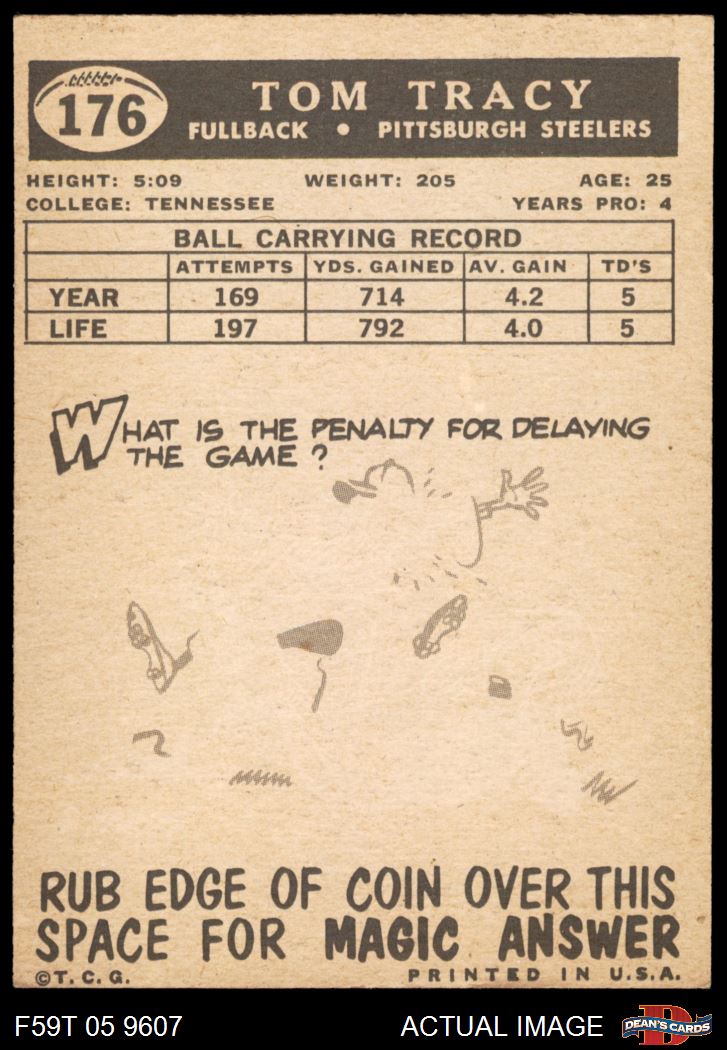 176
TOM TRACY
FULLBACK • PITTSBURGH STEELERS
HEIGHT: 5:09 WEIGHT: 205 AGE: 25
COLLEGE: TENNESSEE YEARS PRO: 4
BALL CARRYING RECORD
ATTEMPTS YDS. GAINED AV. GAIN TD'S
YEAR 169 714 4.2 5
LIFE 197 792 4.0 5
WHAT IS THE PENALTY FOR DELAYING
THE GAME?
RUB EDGE OF COIN OVER THIS
SPACE FOR MAGIC ANSWER
©T. C. G. PRINTED IN U.S.A.
F59T 05 9607 ACTUAL IMAGE D DEAN'S CARDS